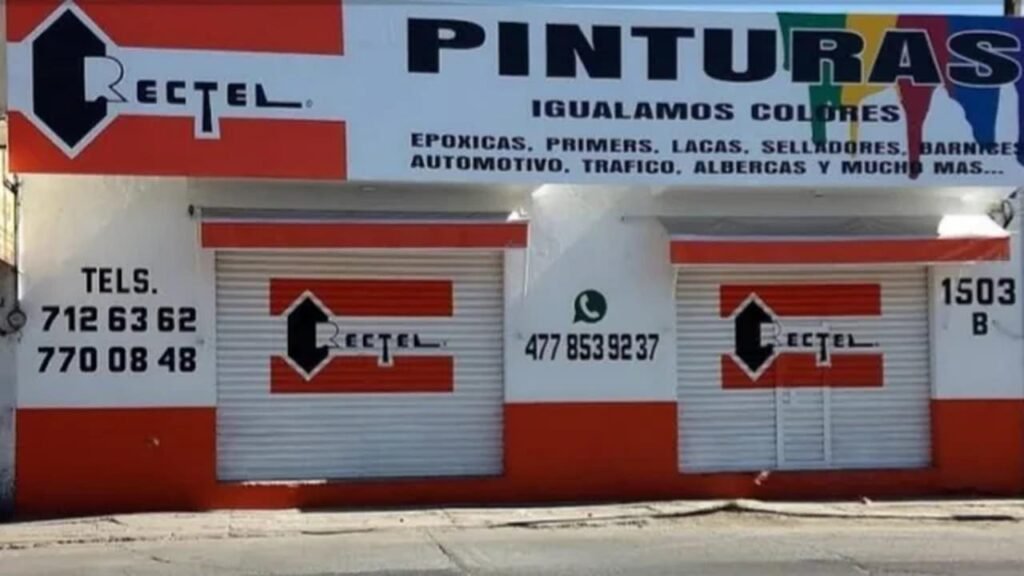 RECTEL
PINTURAS
IGUALAMOS COLORES
EPOXICAS, PRIMERS, LACAS, SELLADORES, BARNICES
AUTOMOTIVO, TRAFICO, ALBERCAS Y MUCHO MAS...
TELS.
712 63 62
770 08 48
RECTEL
477 853 92 37
RECTEL
1503
B